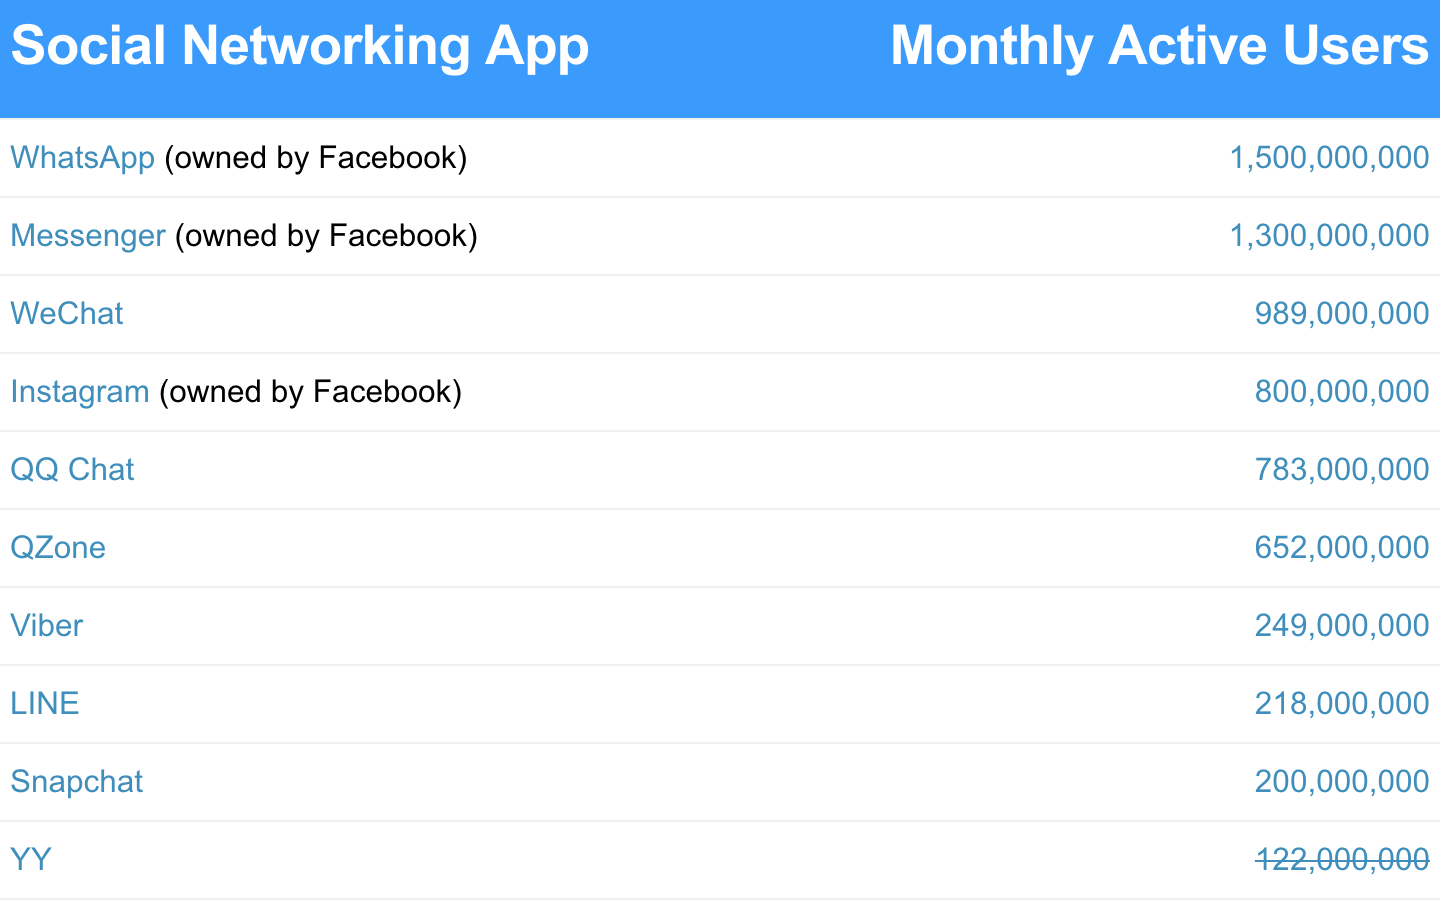 Social Networking App Monthly Active Users
WhatsApp (owned by Facebook) 1,500,000,000
Messenger (owned by Facebook) 1,300,000,000
WeChat 989,000,000
Instagram (owned by Facebook) 800,000,000
QQ Chat 783,000,000
QZone 652,000,000
Viber 249,000,000
LINE 218,000,000
Snapchat 200,000,000
YY 122,000,000